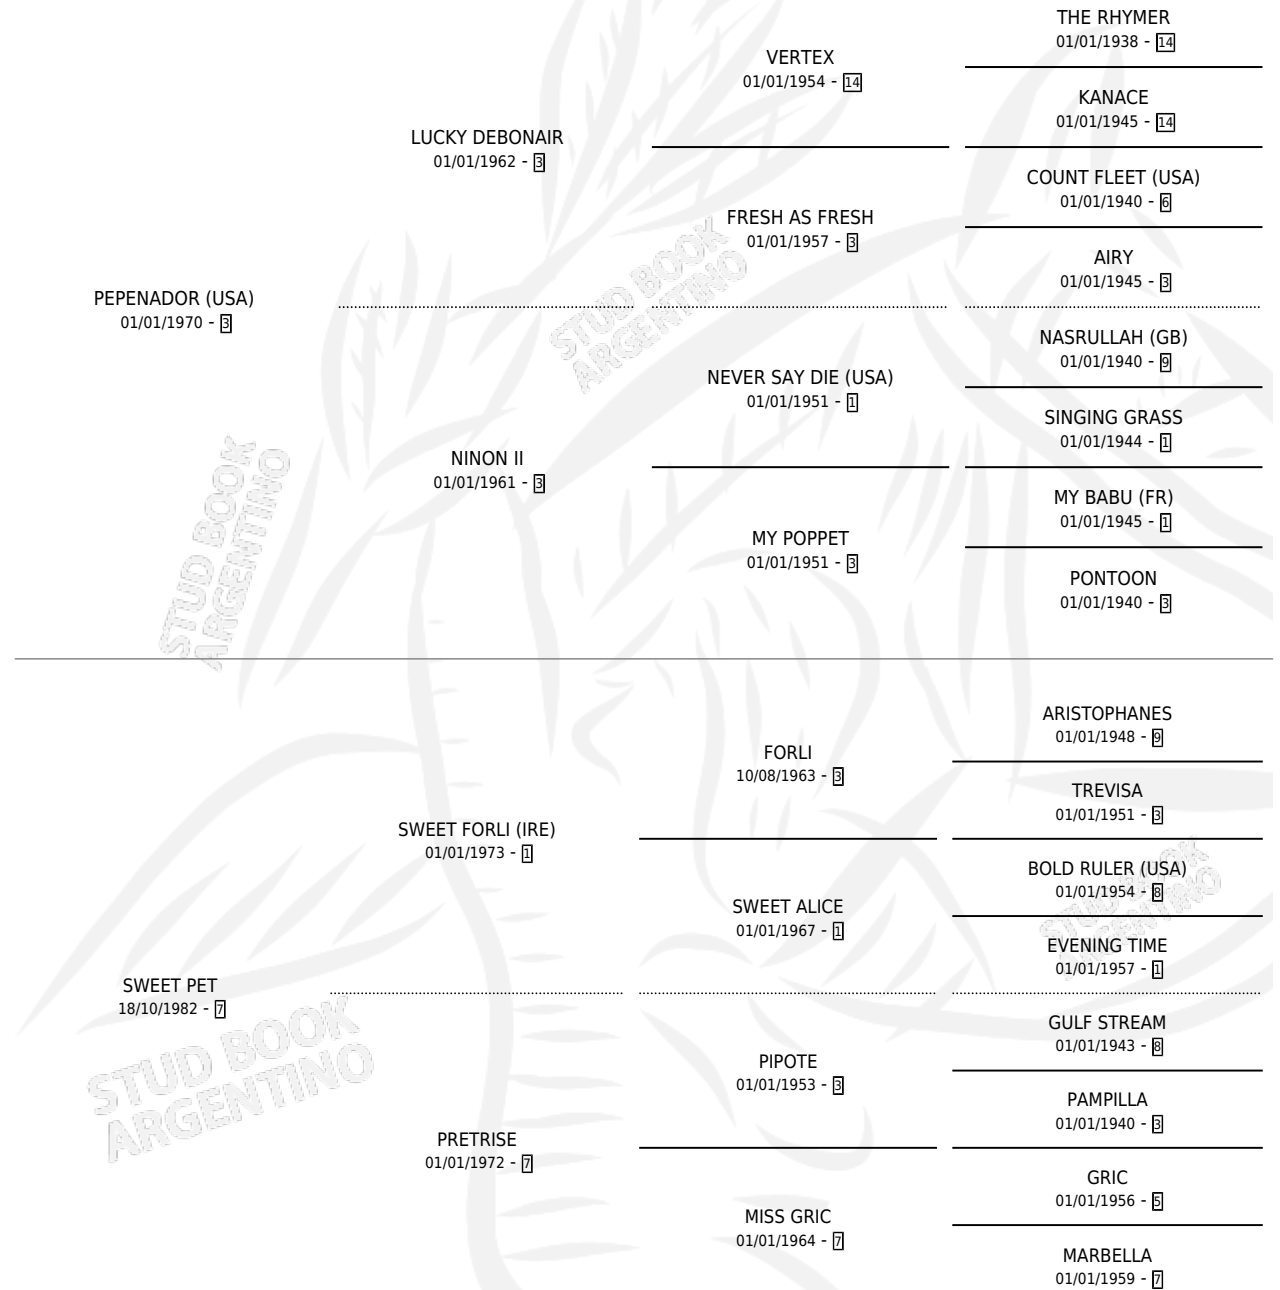 THE RHYMER
01/01/1938 - 14
VERTEX
01/01/1954 - 14
KANACE
01/01/1945 - 14
LUCKY DEBONAIR
01/01/1962 - 3
COUNT FLEET (USA)
01/01/1940 - 6
FRESH AS FRESH
01/01/1957 - 3
AIRY
01/01/1945 - 3
PEPENADOR (USA)
01/01/1970 - 3
NASRULLAH (GB)
01/01/1940 - 9
NEVER SAY DIE (USA)
01/01/1951 - 1
SINGING GRASS
01/01/1944 - 1
NINON II
01/01/1961 - 3
MY BABU (FR)
01/01/1945 - 1
MY POPPET
01/01/1951 - 3
PONTOON
01/01/1940 - 3
STUD BOOK
ARGENTINO
STUD BOOK
ARGENTINO
ARISTOPHANES
01/01/1948 - 9
FORLI
10/08/1963 - 3
TREVISA
01/01/1951 - 3
SWEET FORLI (IRE)
01/01/1973 - 1
BOLD RULER (USA)
01/01/1954 - 8
SWEET ALICE
01/01/1967 - 1
EVENING TIME
01/01/1957 - 1
SWEET PET
18/10/1982 - 7
GULF STREAM
01/01/1943 - 8
PIPOTE
01/01/1953 - 3
PAMPILLA
01/01/1940 - 3
PRETRISE
01/01/1972 - 7
GRIC
01/01/1956 - 5
MISS GRIC
01/01/1964 - 7
MARBELLA
01/01/1959 - 7
STUD BOOK
ARGENTINO
STUD BOOK
ARGENTINO